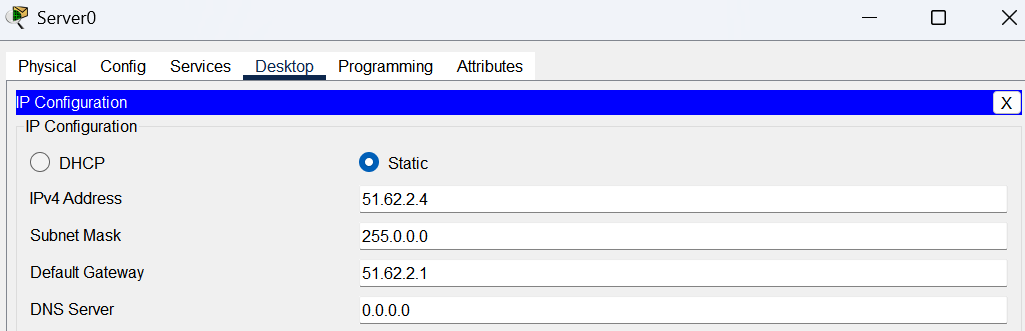 Server0
Physical Config Services Desktop Programming Attributes
IP Configuration X
IP Configuration
DHCP Static
IPv4 Address 51.62.2.4
Subnet Mask 255.0.0.0
Default Gateway 51.62.2.1
DNS Server 0.0.0.0